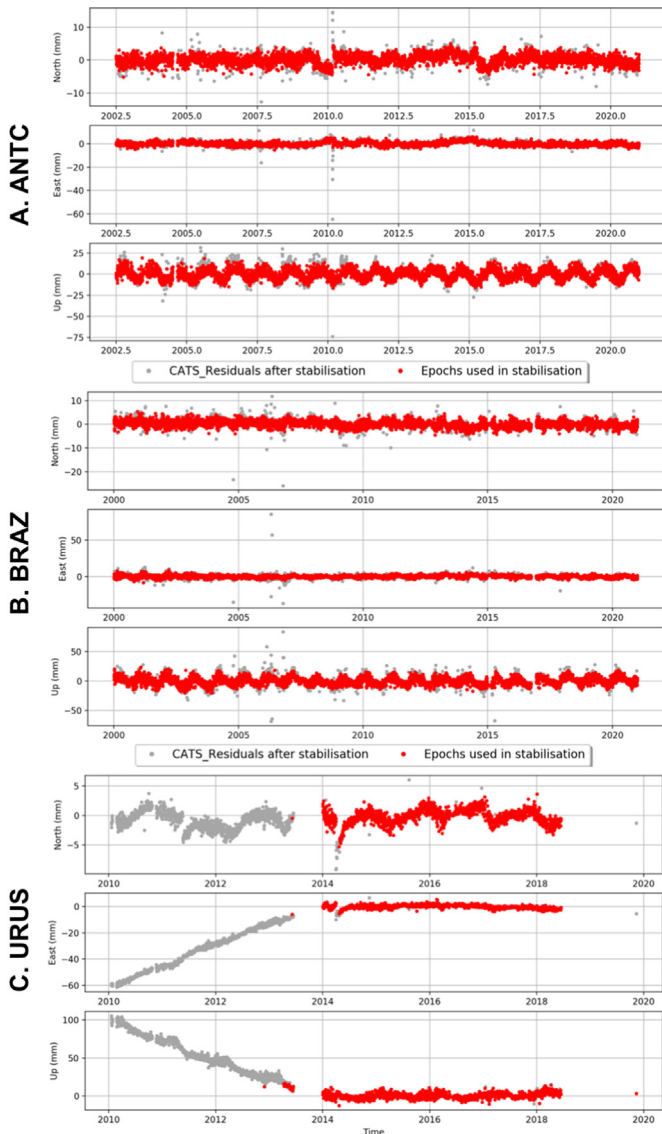 A. ANTC
North (mm)
10
0
−10
2002.5 2005.0 2007.5 2010.0 2012.5 2015.0 2017.5 2020.0
East (mm)
0
−20
−40
−60
2002.5 2005.0 2007.5 2010.0 2012.5 2015.0 2017.5 2020.0
Up (mm)
25
0
−25
−50
−75
2002.5 2005.0 2007.5 2010.0 2012.5 2015.0 2017.5 2020.0
CATS_Residuals after stabilisation Epochs used in stabilisation
B. BRAZ
North (mm)
10
0
−10
−20
2000 2005 2010 2015 2020
East (mm)
50
0
2000 2005 2010 2015 2020
Up (mm)
50
0
−50
2000 2005 2010 2015 2020
CATS_Residuals after stabilisation Epochs used in stabilisation
C. URUS
North (mm)
5
0
−5
2010 2012 2014 2016 2018 2020
East (mm)
0
−20
−40
−60
2010 2012 2014 2016 2018 2020
Up (mm)
100
50
0
2010 2012 2014 2016 2018 2020
Time